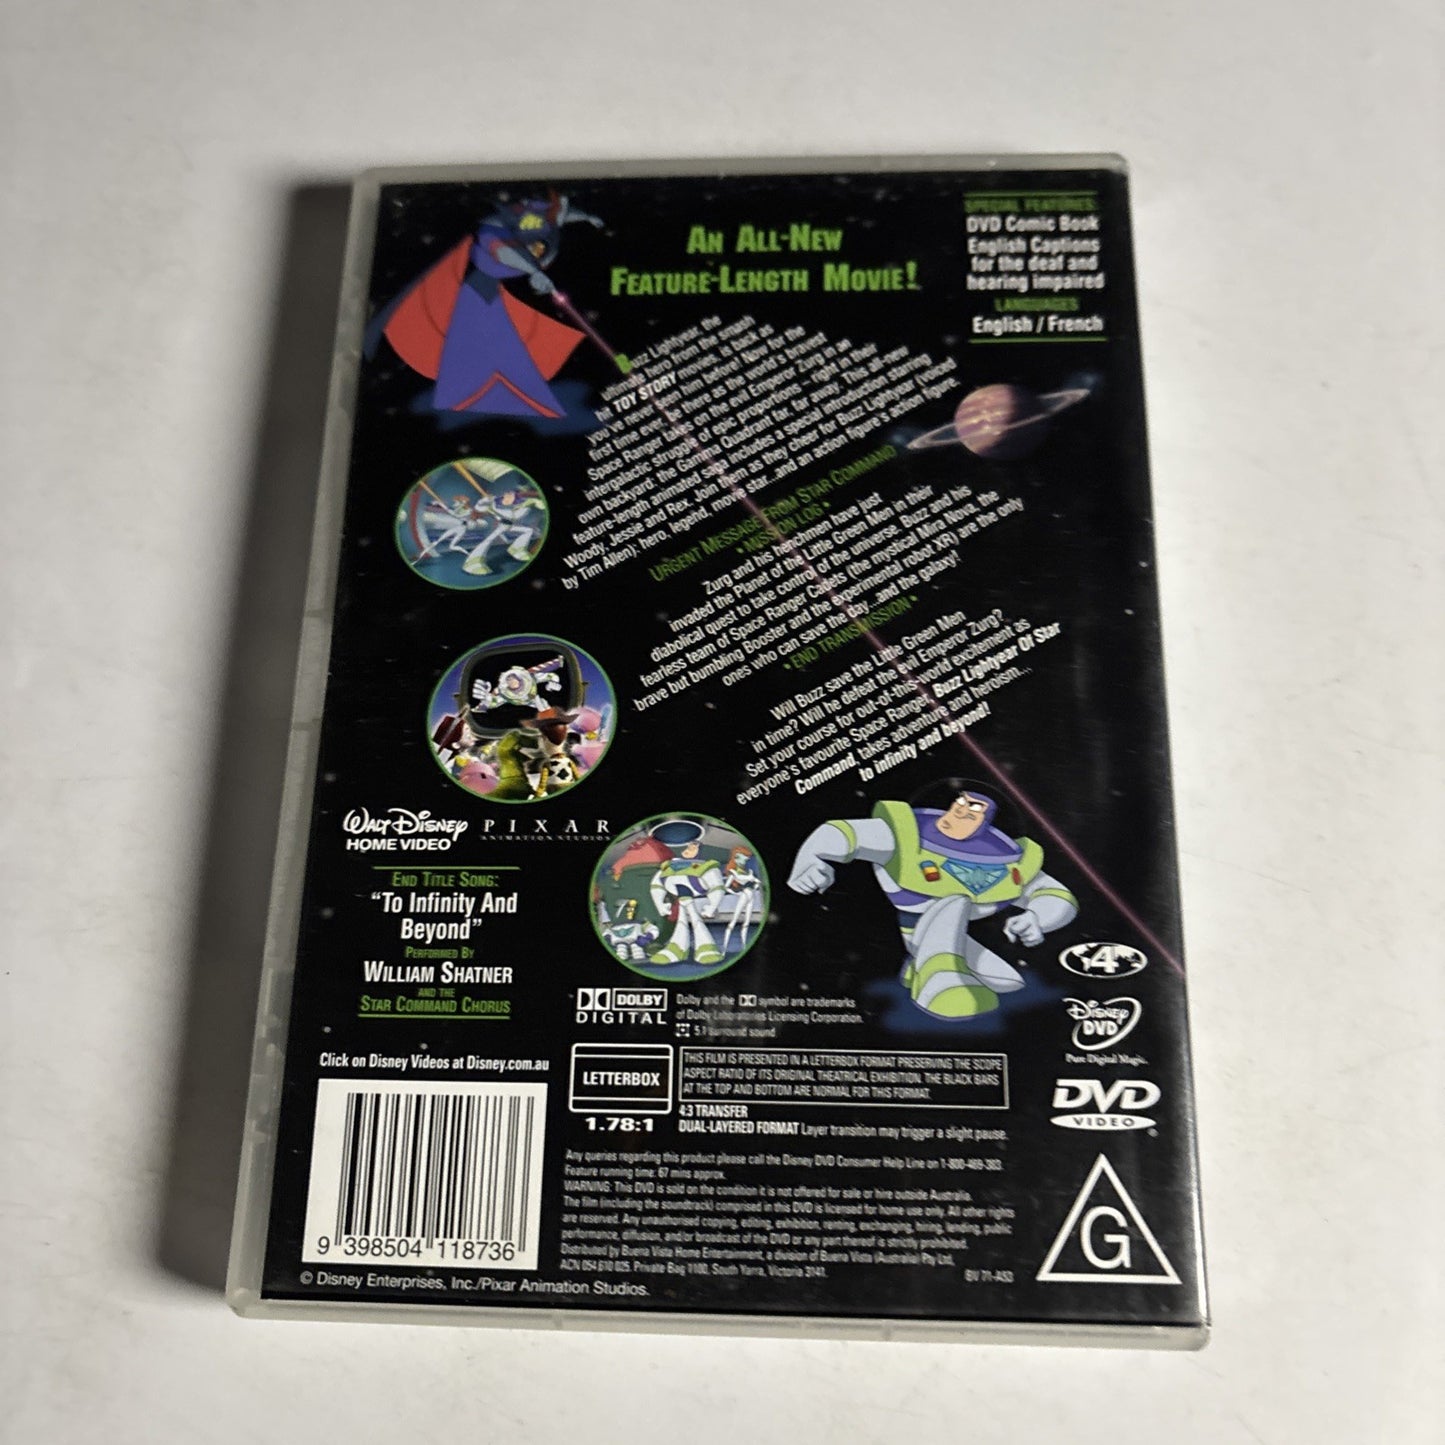 AN ALL-NEW
FEATURE-LENGTH MOVIE!
SPECIAL FEATURES:
DVD Comic Book
English Captions
for the deaf and
hearing impaired
LANGUAGES
English / French
Buzz Lightyear, the
ultimate hero from the smash
hit TOY STORY movies, is back as
you've never seen him before! Now for the
first time ever, be there as the world's bravest
Space Ranger takes on the evil Emperor Zurg in an
intergalactic struggle of epic proportions – right in their
own backyard: the Gamma Quadrant far, far away. This all-new
feature-length animated saga includes a special introduction starring
Woody, Jessie and Rex. Join them as they cheer for Buzz Lightyear (voiced
by Tim Allen); hero, legend, movie star...and an action figure's action figure.
URGENT MESSAGE FROM STAR COMMAND
• MISSION LOG •
Zurg and his henchmen have just
invaded the Planet of the Little Green Men in their
diabolical quest to take control of the universe. Buzz and his
fearless team of Space Ranger Cadets (the mystical Mira Nova, the
brave but bumbling Booster and the experimental robot XR) are the only
ones who can save the day...and the galaxy!
• END TRANSMISSION •
Will Buzz save the Little Green Men
in time? Will he defeat the evil Emperor Zurg?
Set your course for out-of-this-world excitement as
everyone's favourite Space Ranger, Buzz Lightyear Of Star
Command, takes adventure and heroism...
to infinity and beyond!
WALT DISNEY
HOME VIDEO
PIXAR
ANIMATION STUDIOS
END TITLE SONG:
"To Infinity And
Beyond"
PERFORMED BY
WILLIAM SHATNER
AND THE
STAR COMMAND CHORUS
DOLBY
DIGITAL
Dolby and the symbol are trademarks
of Dolby Laboratories Licensing Corporation.
5.1 surround sound
4
Disney
DVD
Pure Digital Magic.
DVD
VIDEO
Click on Disney Videos at Disney.com.au
LETTERBOX
1.78:1
THIS FILM IS PRESENTED IN A LETTERBOX FORMAT PRESERVING THE SCOPE
ASPECT RATIO OF ITS ORIGINAL THEATRICAL EXHIBITION. THE BLACK BARS
AT THE TOP AND BOTTOM ARE NORMAL FOR THIS FORMAT.
4:3 TRANSFER
DUAL-LAYERED FORMAT Layer transition may trigger a slight pause.
Any queries regarding this product please call the Disney DVD Consumer Help Line on 1-800-469-383.
Feature running time: 67 mins approx.
WARNING: This DVD is sold on the condition it is not offered for sale or hire outside Australia.
The film (including the soundtrack) comprised in this DVD is licensed for home use only. All other rights
are reserved. Any unauthorised copying, editing, exhibition, renting, exchanging, hiring, lending, public
performance, diffusion, and/or broadcast of the DVD or any part thereof is strictly prohibited.
Distributed by Buena Vista Home Entertainment, a division of Buena Vista (Australia) Pty Ltd,
ACN 054 610 025. Private Bag 1100, South Yarra, Victoria 3141.
BV 71-AS3
G
9 398504 118736
© Disney Enterprises, Inc./Pixar Animation Studios.